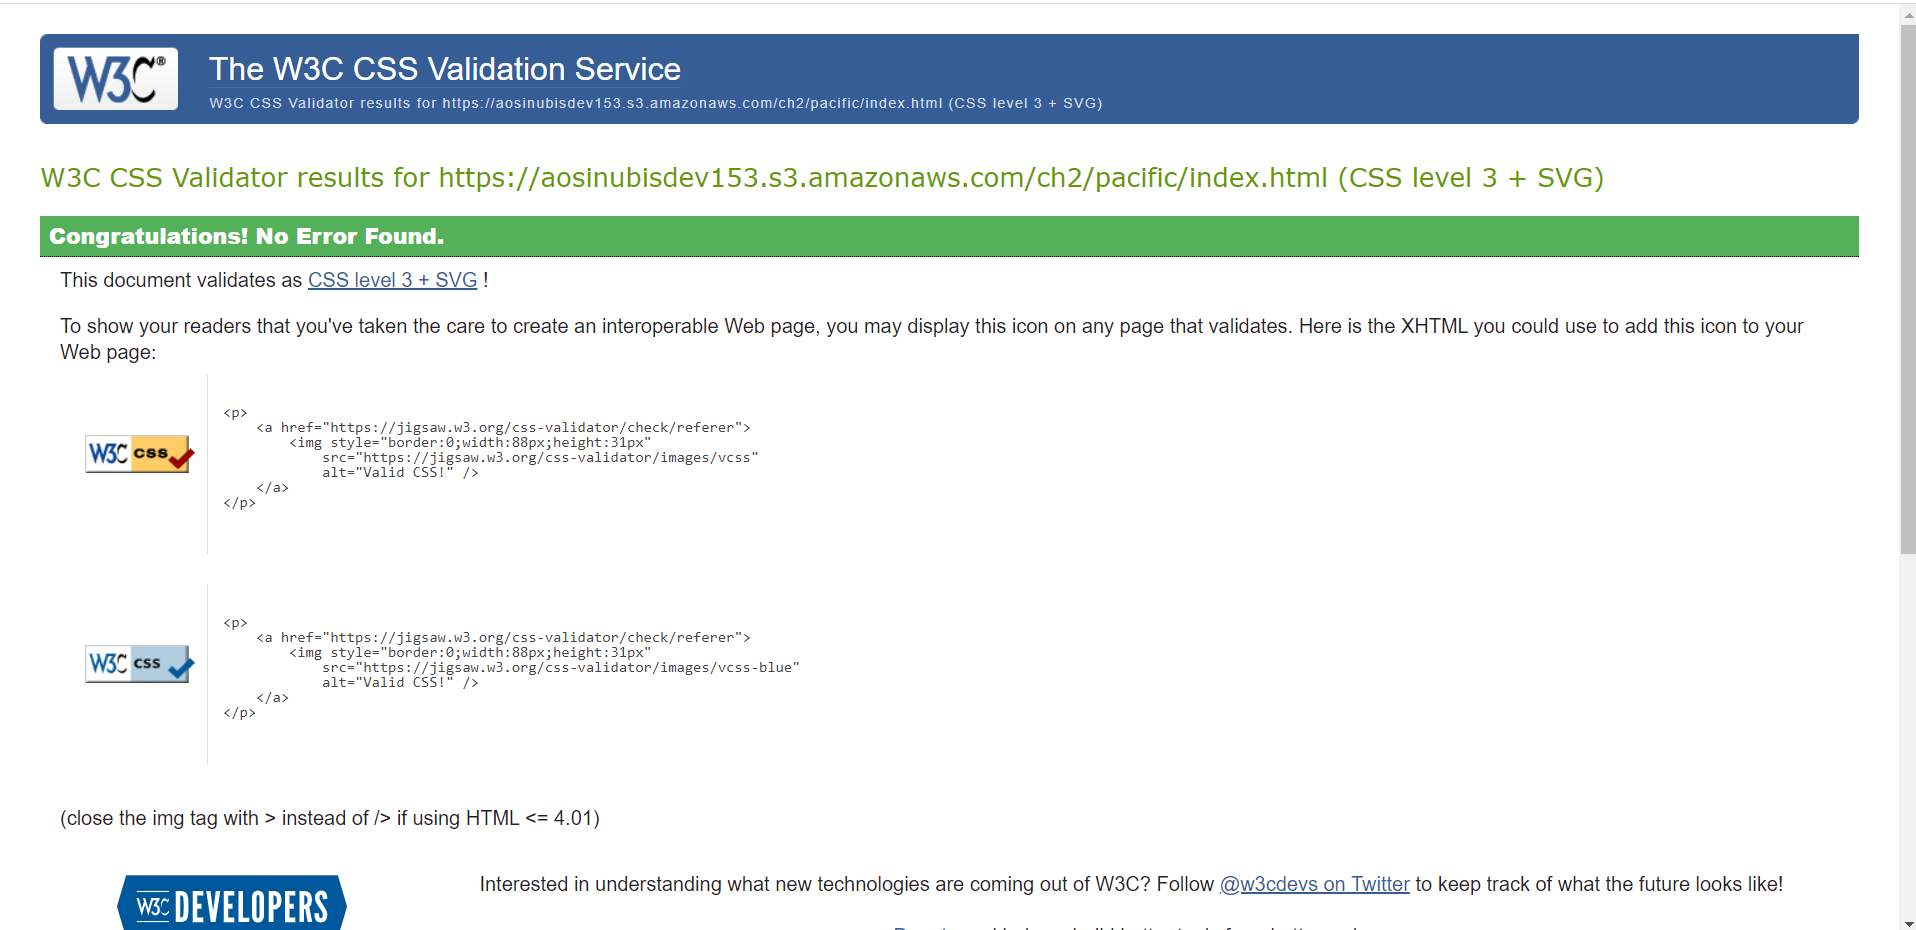 W3C®
The W3C CSS Validation Service
W3C CSS Validator results for https://aosinubisdev153.s3.amazonaws.com/ch2/pacific/index.html (CSS level 3 + SVG)
W3C CSS Validator results for https://aosinubisdev153.s3.amazonaws.com/ch2/pacific/index.html (CSS level 3 + SVG)
Congratulations! No Error Found.
This document validates as CSS level 3 + SVG !
To show your readers that you've taken the care to create an interoperable Web page, you may display this icon on any page that validates. Here is the XHTML you could use to add this icon to your
Web page:
W3C css
<p>
<a href="https://jigsaw.w3.org/css-validator/check/referer">
<img style="border:0;width:88px;height:31px"
src="https://jigsaw.w3.org/css-validator/images/vcss"
alt="Valid CSS!" />
</a>
</p>
W3C css
<p>
<a href="https://jigsaw.w3.org/css-validator/check/referer">
<img style="border:0;width:88px;height:31px"
src="https://jigsaw.w3.org/css-validator/images/vcss-blue"
alt="Valid CSS!" />
</a>
</p>
(close the img tag with > instead of /> if using HTML <= 4.01)
W3C DEVELOPERS
Interested in understanding what new technologies are coming out of W3C? Follow @w3cdevs on Twitter to keep track of what the future looks like!